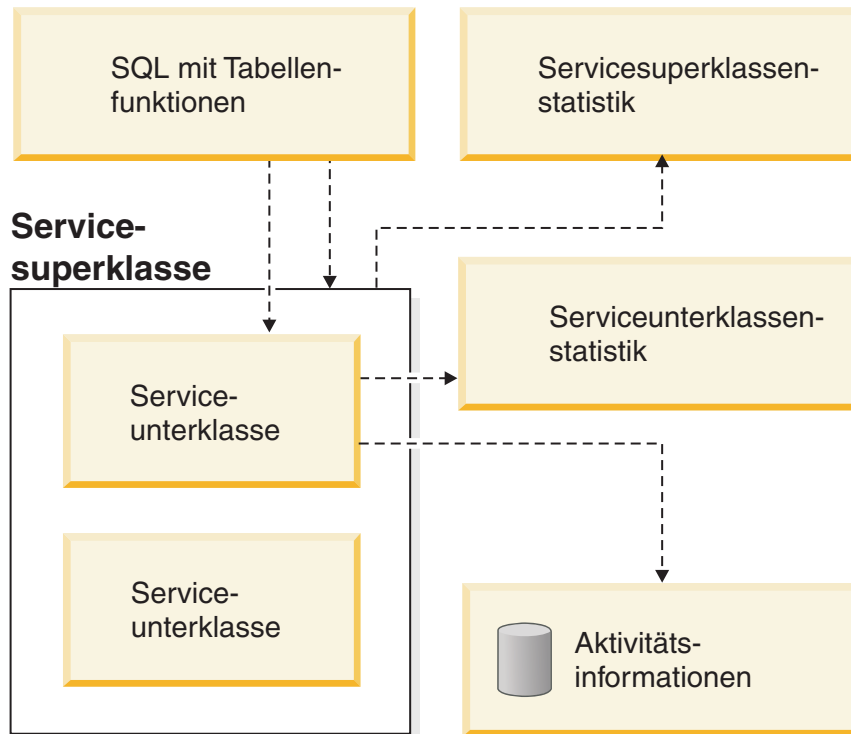 SQL mit Tabellen-
funktionen
Servicesuperklassen-
statistik
Service-
superklasse
Serviceunterklassen-
statistik
Service-
unterklasse
Service-
unterklasse
Aktivitäts-
informationen